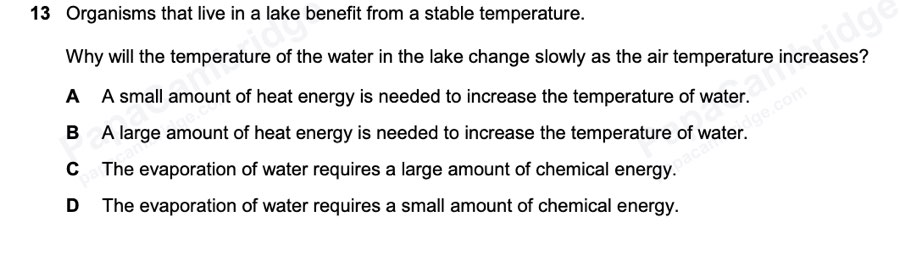 13 Organisms that live in a lake benefit from a stable temperature.
Why will the temperature of the water in the lake change slowly as the air temperature increases?
A A small amount of heat energy is needed to increase the temperature of water.
B A large amount of heat energy is needed to increase the temperature of water.
C The evaporation of water requires a large amount of chemical energy.
D The evaporation of water requires a small amount of chemical energy.